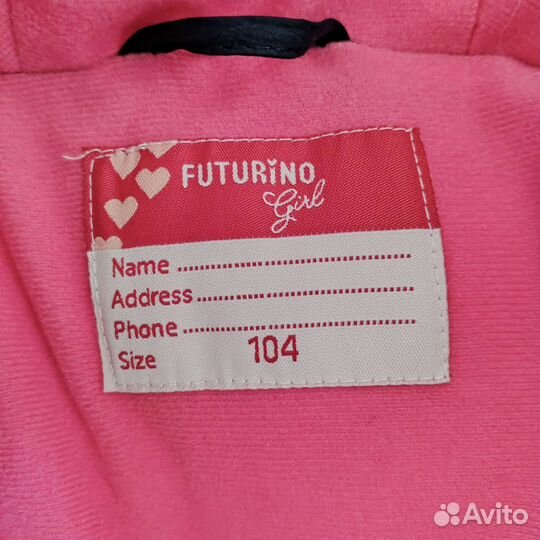 FUTURiNO
Girl
Name ........................
Address ........................
Phone ........................
Size 104
Avito